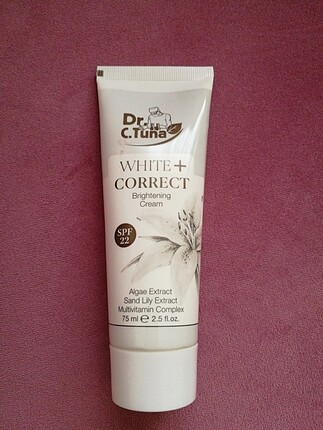 Dr.
C.Tuna
WHITE+
CORRECT
Brightening
Cream
SPF
22
Algae Extract
Sand Lily Extract
Multivitamin Complex
75 ml e 2.5 fl.oz.